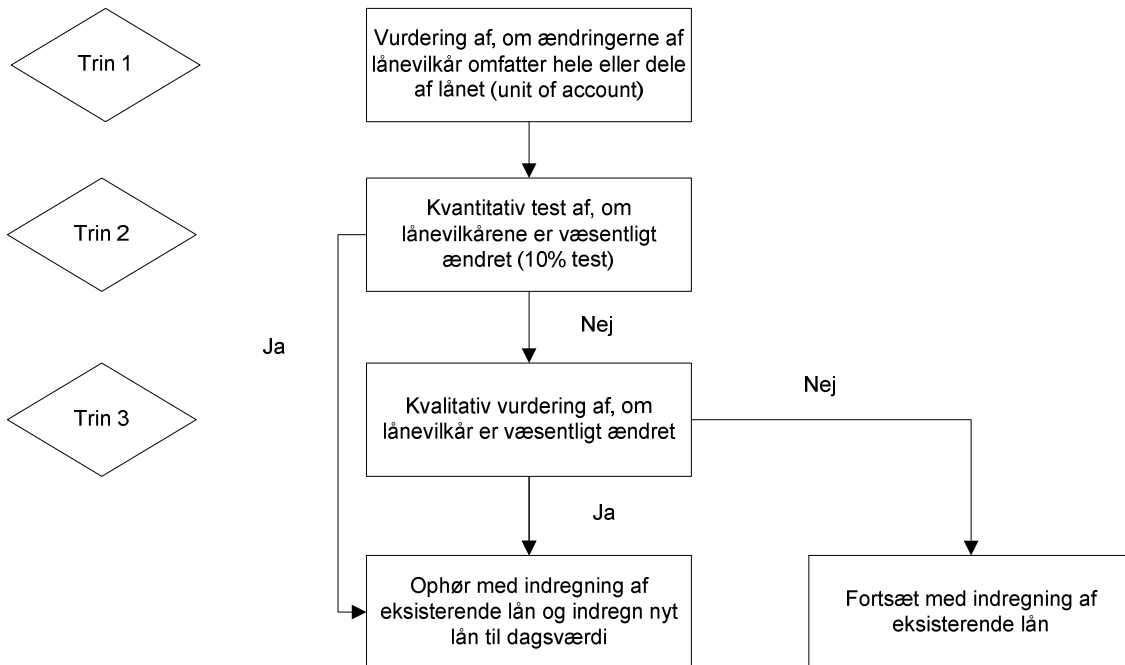 Trin 1
Vurdering af, om ændringerne af
lånevilkår omfatter hele eller dele
af lånet (unit of account)
Trin 2
Kvantitativ test af, om
lånevilkårene er væsentligt
ændret (10% test)
Ja
Nej
Trin 3
Kvalitativ vurdering af, om
lånevilkår er væsentligt ændret
Nej
Ja
Ophør med indregning af
eksisterende lån og indregn nyt
lån til dagsværdi
Fortsæt med indregning af
eksisterende lån